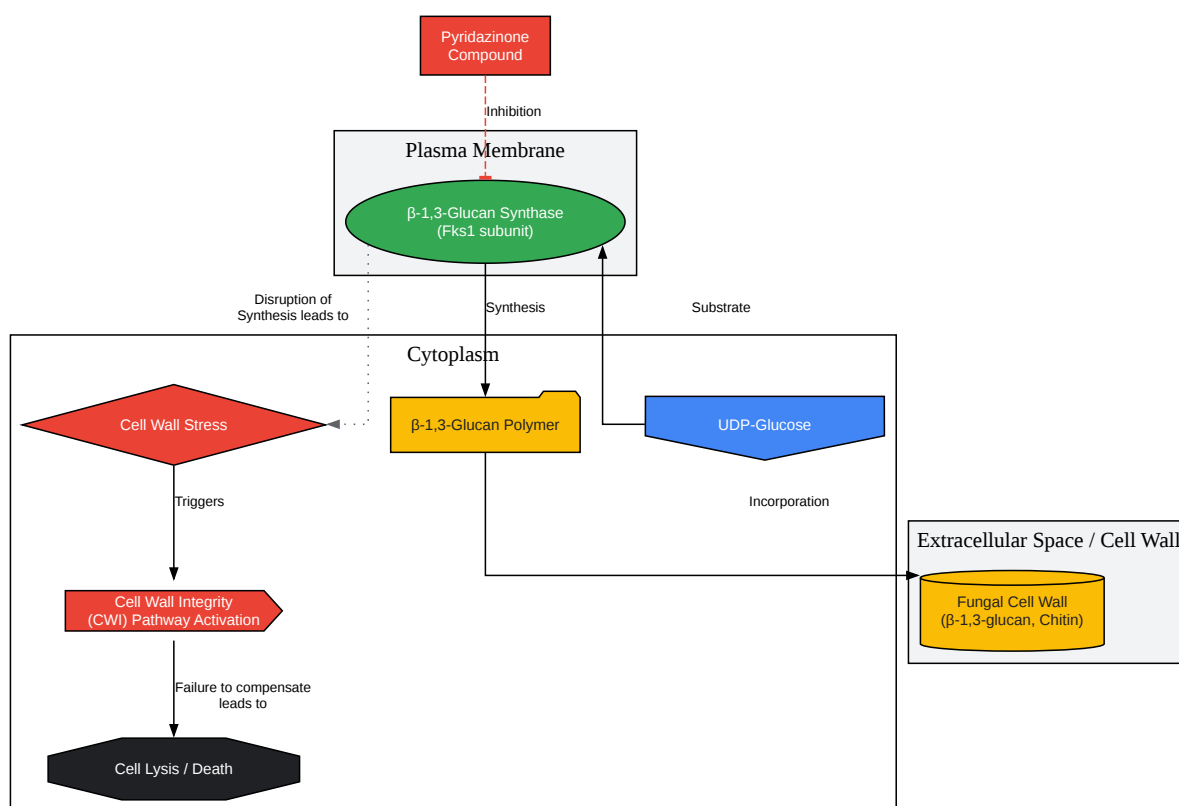 Pyridazinone
Compound
Inhibition
Plasma Membrane
β-1,3-Glucan Synthase
(Fks1 subunit)
Disruption of
Synthesis leads to
Synthesis
Substrate
Cytoplasm
Cell Wall Stress
β-1,3-Glucan Polymer
UDP-Glucose
Triggers
Incorporation
Extracellular Space / Cell Wall
Cell Wall Integrity
(CWI) Pathway Activation
Fungal Cell Wall
(β-1,3-glucan, Chitin)
Failure to compensate
leads to
Cell Lysis / Death